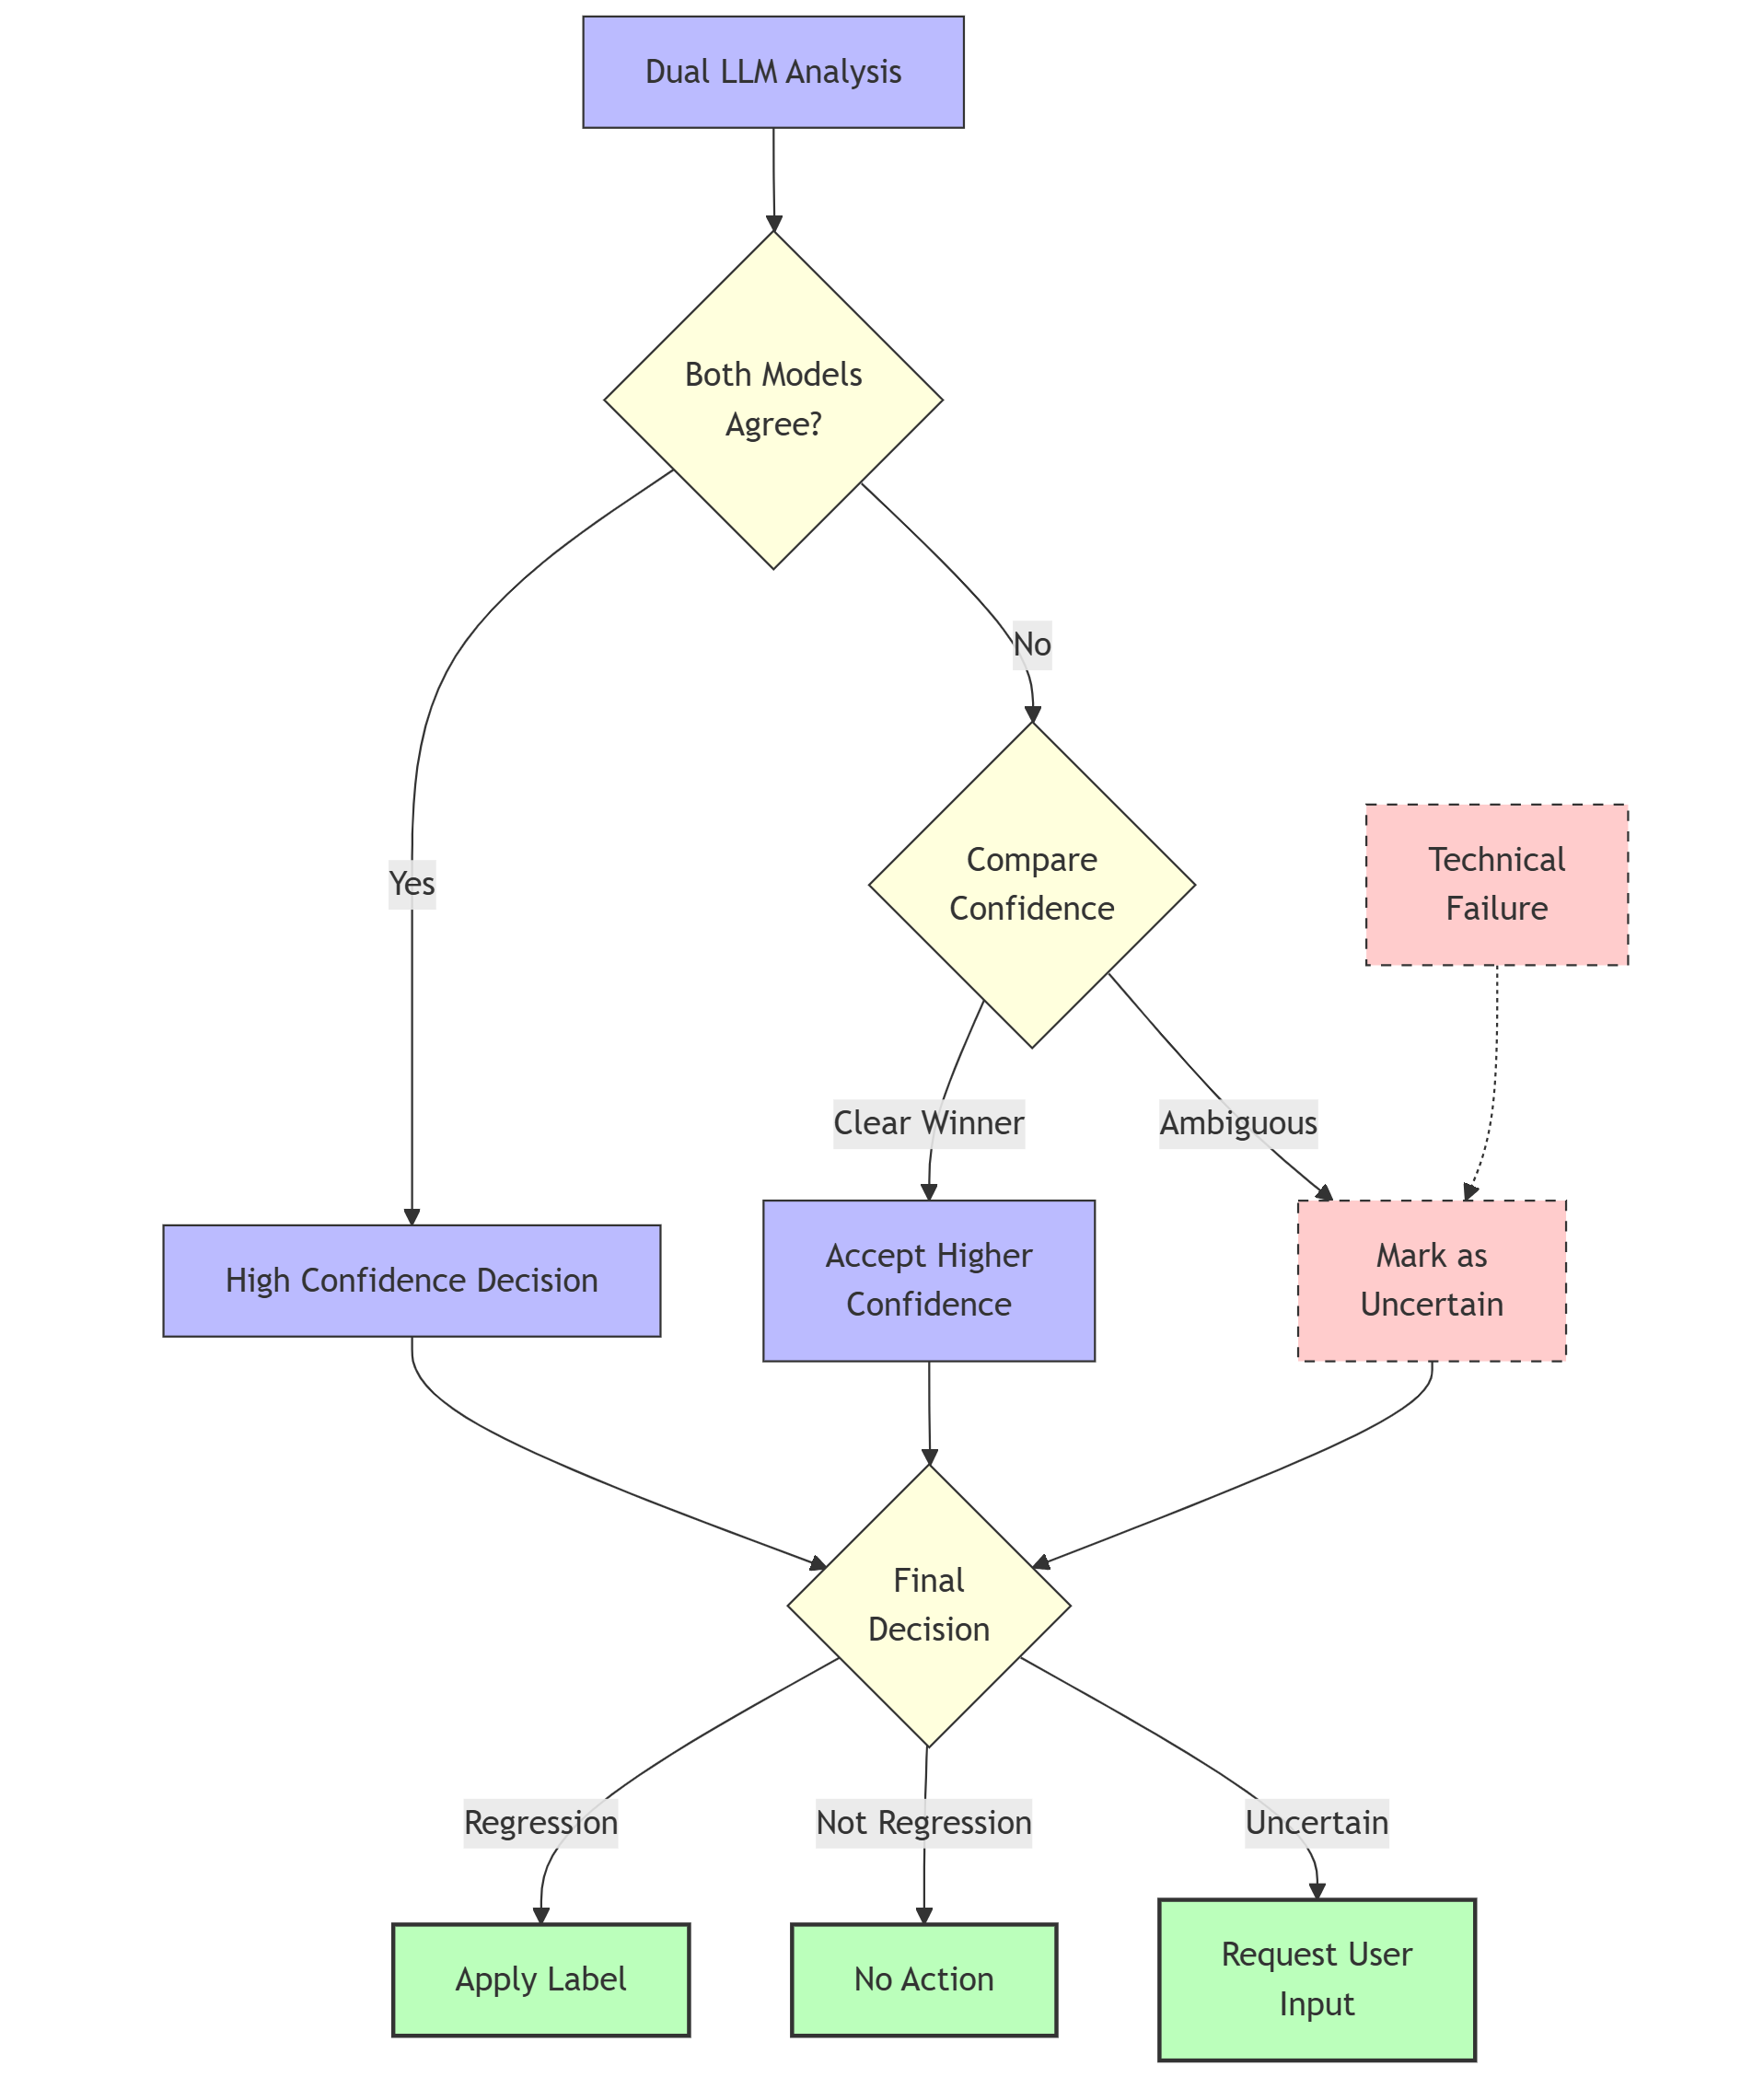 Dual LLM Analysis
Both Models
Agree?
No
Compare
Confidence
Technical
Failure
Yes
Clear Winner
Ambiguous
High Confidence Decision
Accept Higher
Confidence
Mark as
Uncertain
Final
Decision
Regression
Not Regression
Uncertain
Apply Label
No Action
Request User
Input